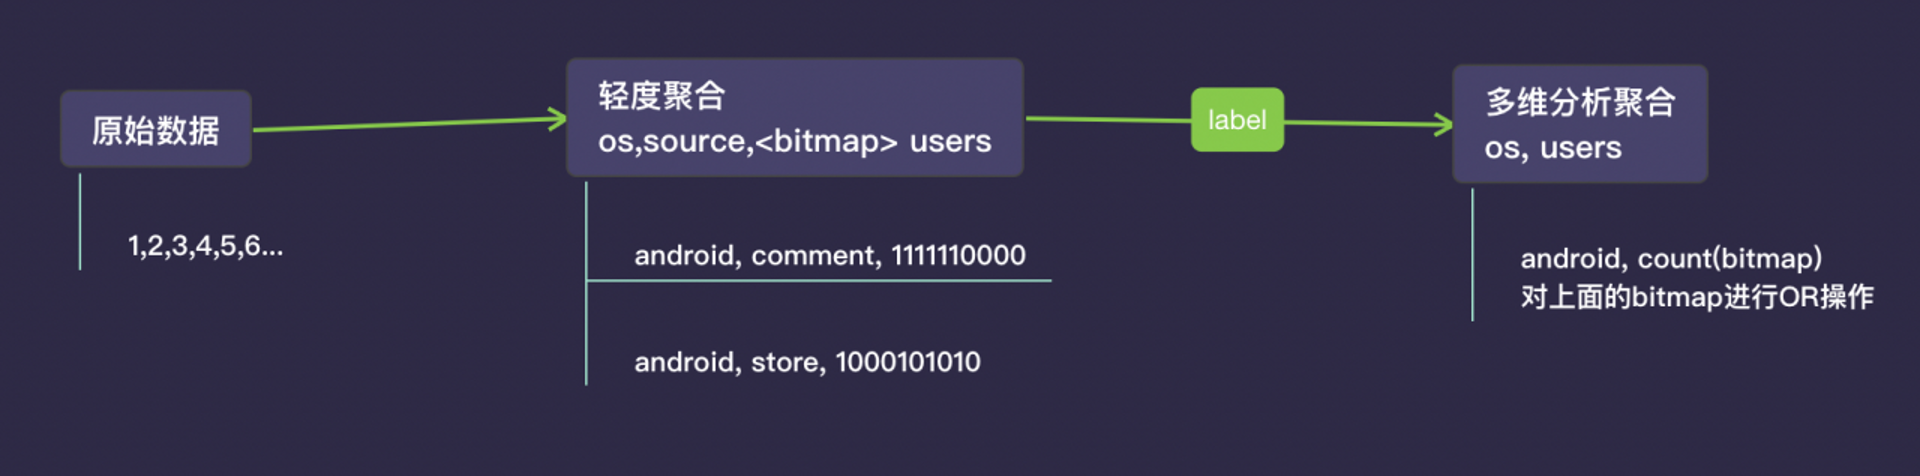 原始数据
1,2,3,4,5,6...
轻度聚合
os,source,<bitmap> users
android, comment, 1111110000
android, store, 1000101010
label
多维分析聚合
os, users
android, count(bitmap)
对上面的bitmap进行OR操作